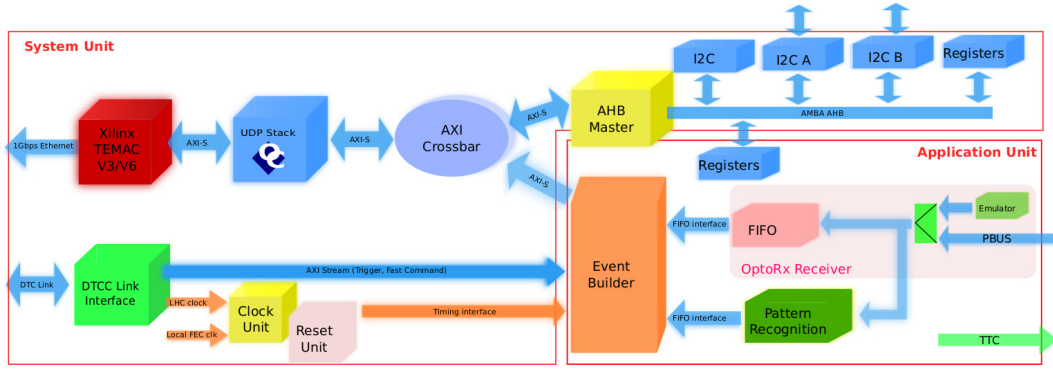 System Unit
I2C
I2C A
I2C B
Registers
Xilinx
TEMAC
V3/V6
1Gbps Ethernet
AXI-S
UDP Stack
AXI-S
AXI
Crossbar
AXI-S
AHB
Master
AMBA AHB
Registers
AXI-S
Application Unit
Event
Builder
FIFO interface
FIFO
Emulator
PBUS
OptoRx Receiver
FIFO interface
Pattern
Recognition
TTC
DTC Link
DTCC Link
Interface
AXI Stream (Trigger, Fast Command)
LHC clock
Local FEC clk
Clock
Unit
Reset
Unit
Timing interface